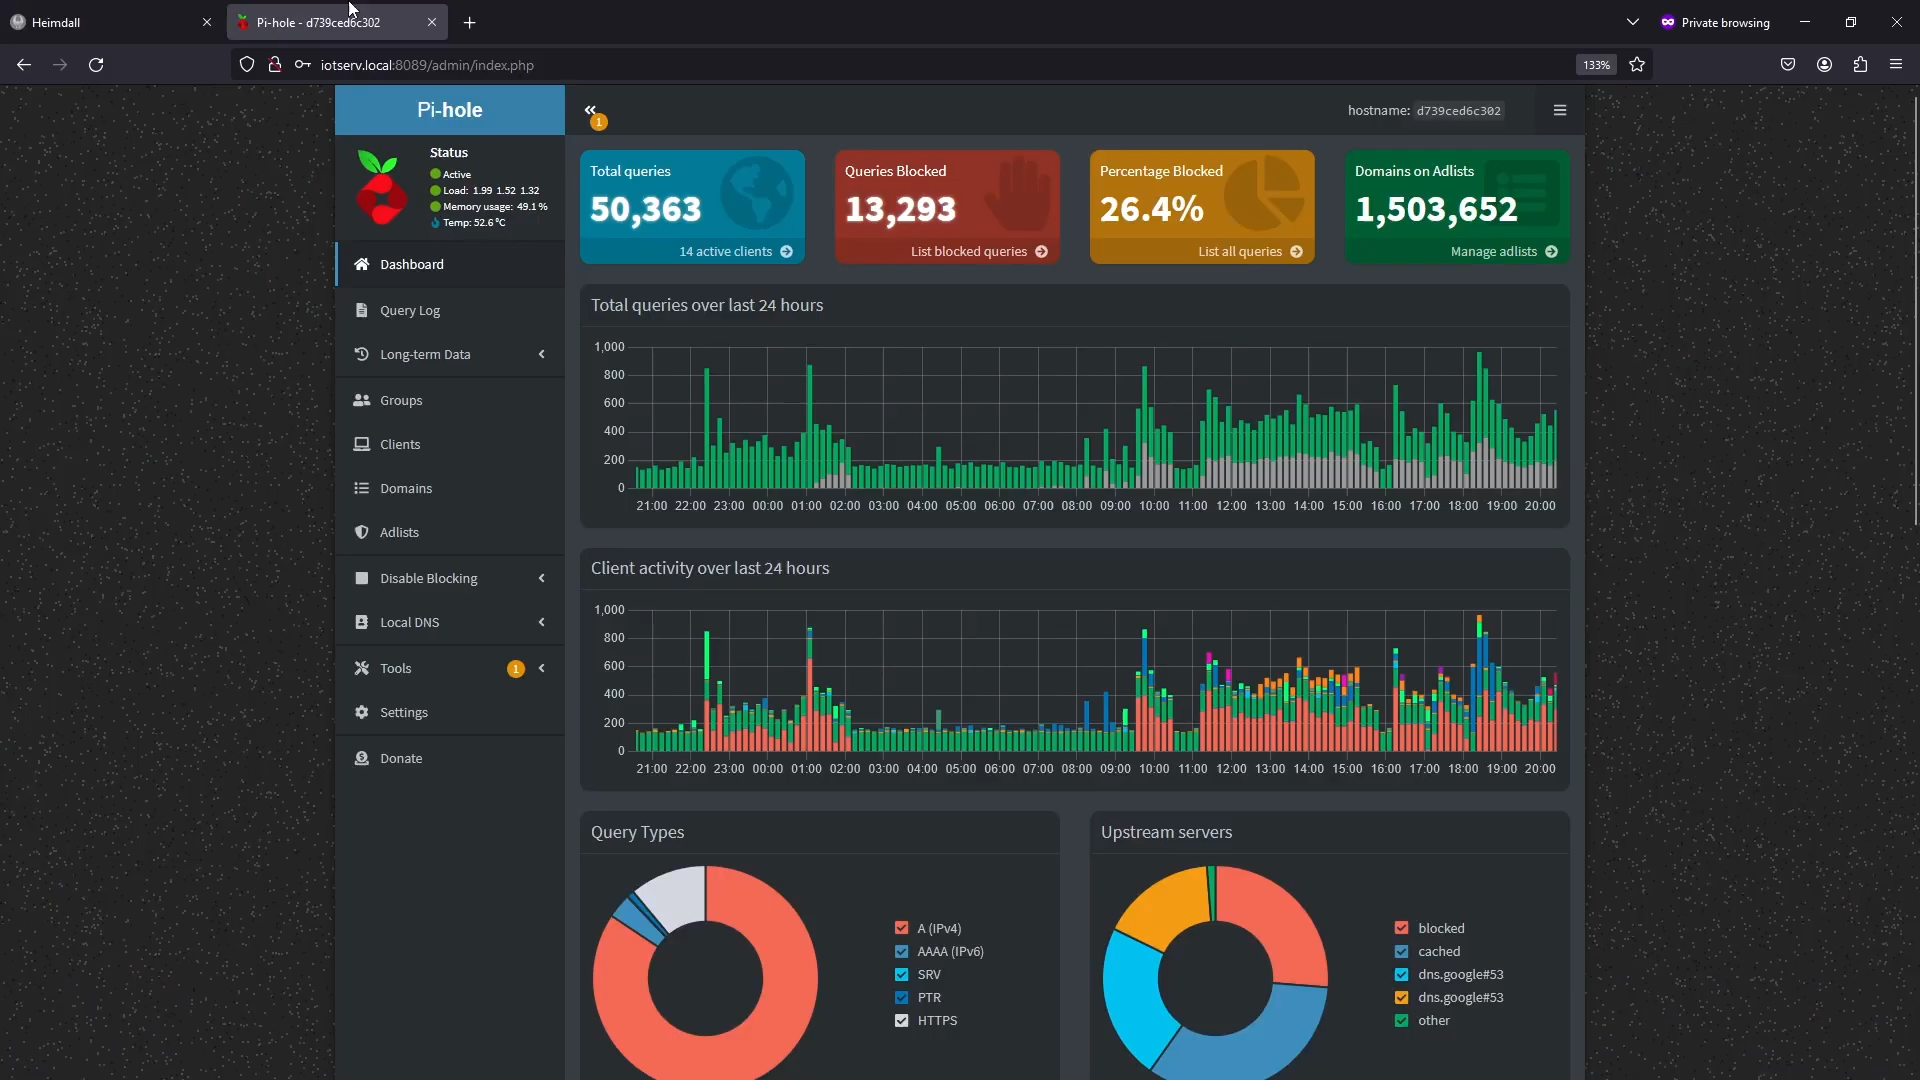 Heimdall
Pi-hole - d739ced6c302
Private browsing
iotserv.local:8089/admin/index.php
133%
Pi-hole
1
hostname: d739ced6c302
Status
Active
Load: 1.99 1.52 1.32
Memory usage: 49.1 %
Temp: 52.6 °C
Dashboard
Query Log
Long-term Data
Groups
Clients
Domains
Adlists
Disable Blocking
Local DNS
Tools 1
Settings
Donate
Total queries
50,363
14 active clients
Queries Blocked
13,293
List blocked queries
Percentage Blocked
26.4%
List all queries
Domains on Adlists
1,503,652
Manage adlists
Total queries over last 24 hours
1,000
800
600
400
200
0
21:00 22:00 23:00 00:00 01:00 02:00 03:00 04:00 05:00 06:00 07:00 08:00 09:00 10:00 11:00 12:00 13:00 14:00 15:00 16:00 17:00 18:00 19:00 20:00
Client activity over last 24 hours
1,000
800
600
400
200
0
21:00 22:00 23:00 00:00 01:00 02:00 03:00 04:00 05:00 06:00 07:00 08:00 09:00 10:00 11:00 12:00 13:00 14:00 15:00 16:00 17:00 18:00 19:00 20:00
Query Types
A (IPv4)
AAAA (IPv6)
SRV
PTR
HTTPS
Upstream servers
blocked
cached
dns.google#53
dns.google#53
other